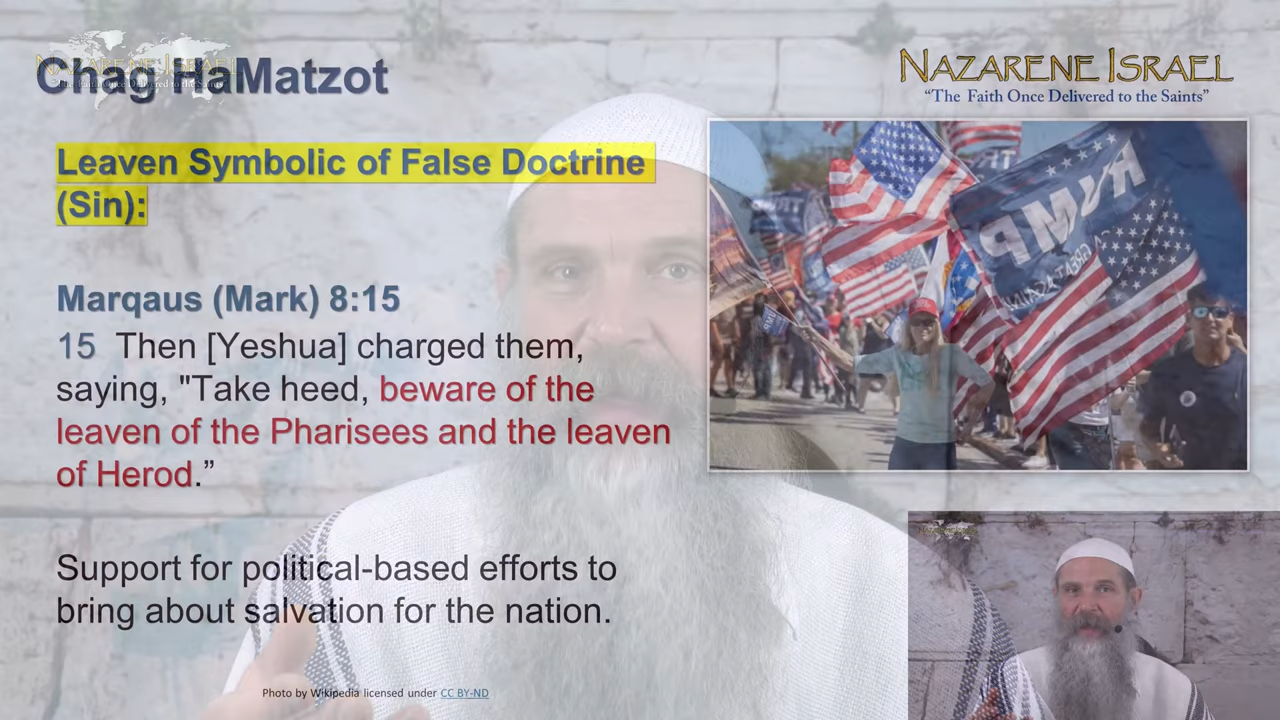 Chag HaMatzot
NAZARENE ISRAEL
“The Faith Once Delivered to the Saints”
Leaven Symbolic of False Doctrine
(Sin):
Marqaus (Mark) 8:15
15 Then [Yeshua] charged them,
saying, "Take heed, beware of the
leaven of the Pharisees and the leaven
of Herod.”
Support for political-based efforts to
bring about salvation for the nation.
Photo by Wikipedia licensed under CC BY-ND